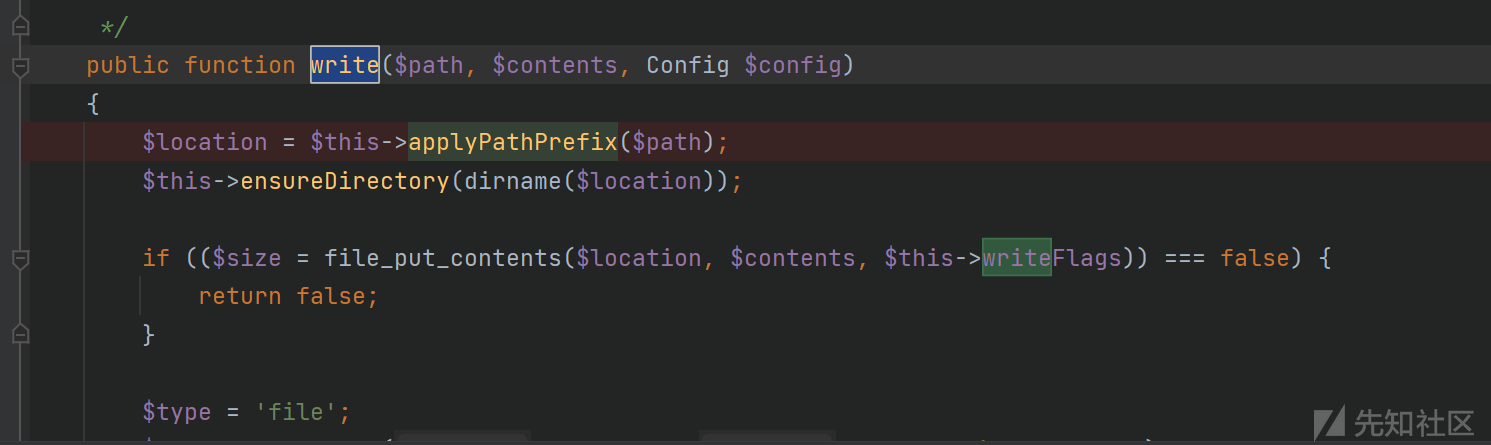 */
public function write($path, $contents, Config $config)
{
$location = $this->applyPathPrefix($path);
$this->ensureDirectory(dirname($location));
if (($size = file_put_contents($location, $contents, $this->writeFlags)) === false) {
return false;
}
$type = 'file';
先知社区